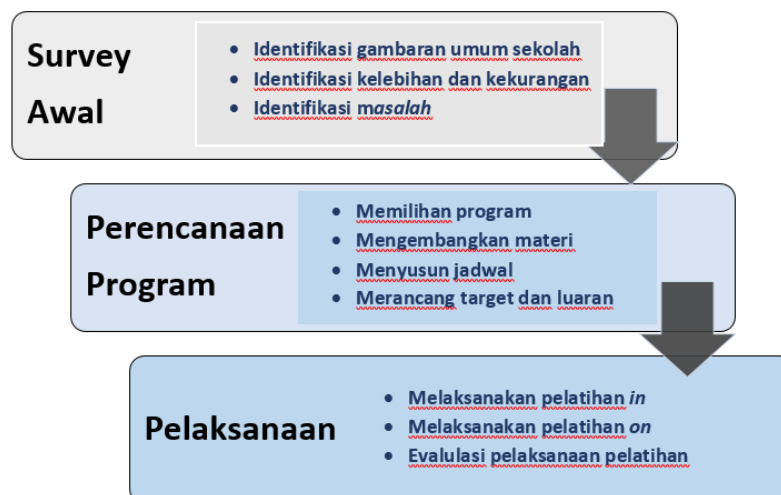 Survey
Awal
• Identifikasi gambaran umum sekolah
• Identifikasi kelebihan dan kekurangan
• Identifikasi masalah
Perencanaan
Program
• Memilihan program
• Mengembangkan materi
• Menyusun jadwal
• Merancang target dan luaran
Pelaksanaan
• Melaksanakan pelatihan in
• Melaksanakan pelatihan on
• Evalulasi pelaksanaan pelatihan